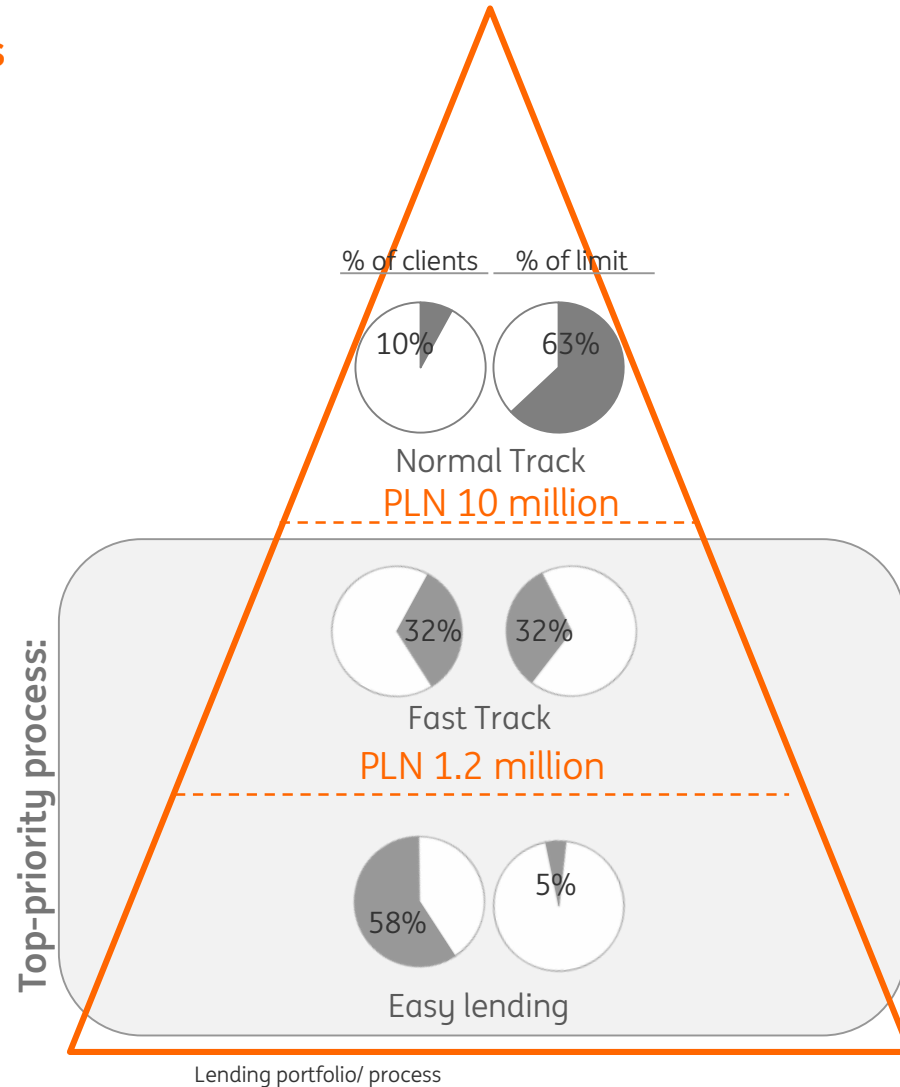 % of clients % of limit
10% 63%
Normal Track
PLN 10 million
Top-priority process:
32% 32%
Fast Track
PLN 1.2 million
58% 5%
Easy lending
Lending portfolio/ process